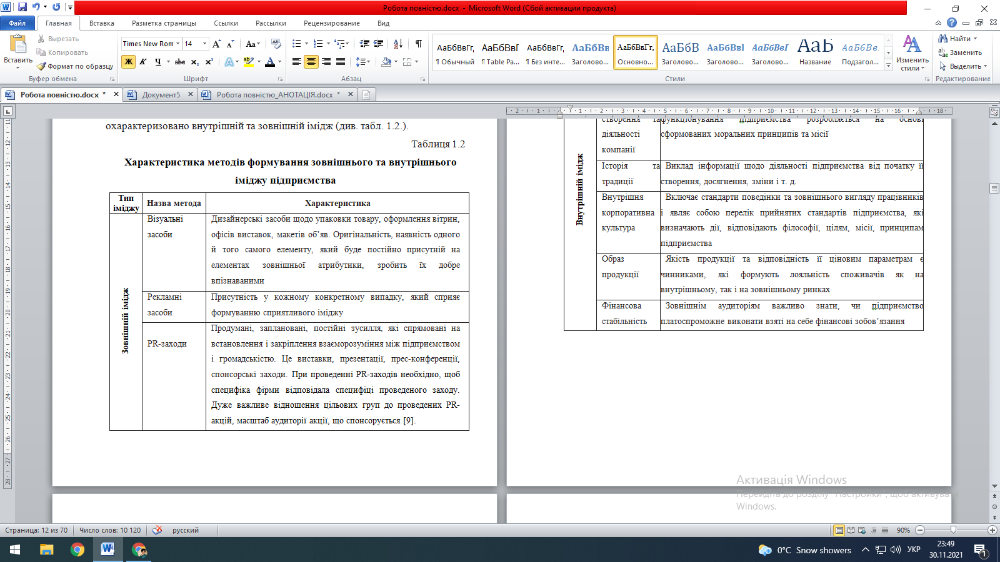 Робота повністю.docx - Microsoft Word (Сбой активации продукта)
Файл
Главная
Вставка
Разметка страницы
Ссылки
Рассылки
Рецензирование
Вид
Вставить
Вырезать
Копировать
Формат по образцу
Буфер обмена
Times New Rom
14
Шрифт
Абзац
АаБбВвГг, АаБбВвГ АаБбВвГг, АаБбВв АаБбВвГг, АаБбВ АаБбВвІ АаБбВвГ АаБ АаБбВв.
¶ Обычный
¶ Table Pa...
¶ Без инте...
Заголово...
Основно...
Заголово...
Заголово...
Заголово...
Название
Подзагол...
Изменить стили
Стили
Найти
Заменить
Выделить
Редактирование
Робота повністю.docx *
Документ5
Робота повністю_АНОТАЦІЯ.docx *
охарактеризовано внутрішній та зовнішній імідж (див. табл. 1.2.).
Таблиця 1.2
Характеристика методів формування зовнішнього та внутрішнього
іміджу підприємства
Тип
іміджу
Назва метода
Характеристика
Зовнішній імідж
Візуальні
засоби
Дизайнерські засоби щодо упаковки товару, оформлення вітрин,
офісів виставок, макетів об’яв. Оригінальність, наявність одного
й того самого елементу, який буде постійно присутній на
елементах зовнішньої атрибутики, зробить їх добре
впізнаваними
Рекламні
засоби
Присутність у кожному конкретному випадку, який сприяє
формуванню сприятливого іміджу
PR-заходи
Продумані, заплановані, постійні зусилля, які спрямовані на
встановлення і закріплення взаєморозуміння між підприємством
і громадськістю. Це виставки, презентації, прес-конференції,
спонсорські заходи. При проведенні PR-заходів необхідно, щоб
специфіка фірми відповідала специфіці проведеного заходу.
Дуже важливе відношення цільових груп до проведених PR-
акцій, масштаб аудиторії акції, що спонсорується [9].
Внутрішній імідж
створення та
діяльності
компанії
функціонування підприємства розробляється на основі
сформованих моральних принципів та місії
Історія та
традиції
Виклад інформації щодо діяльності підприємства від початку її
створення, досягнення, зміни і т. д.
Внутрішня
корпоративна
культура
Включає стандарти поведінки та зовнішнього вигляду працівників
і являє собою перелік прийнятих стандартів підприємства, які
визначають дії, відповідають філософії, цілям, місії, принципам
підприємства
Образ
продукції
Якість продукції та відповідність її ціновим параметрам є
чинниками, які формують лояльність споживачів як на
внутрішньому, так і на зовнішньому ринках
Фінансова
стабільність
Зовнішнім аудиторіям важливо знати, чи підприємство
платоспроможне виконати взяті на себе фінансові зобов’язання
Активація Windows
Перейдіть до розділу "Настройки", щоб активувати
Windows.
Страница: 12 из 70
Число слов: 10 120
русский
90%
0°C Snow showers
УКР
23:49
30.11.2021
1